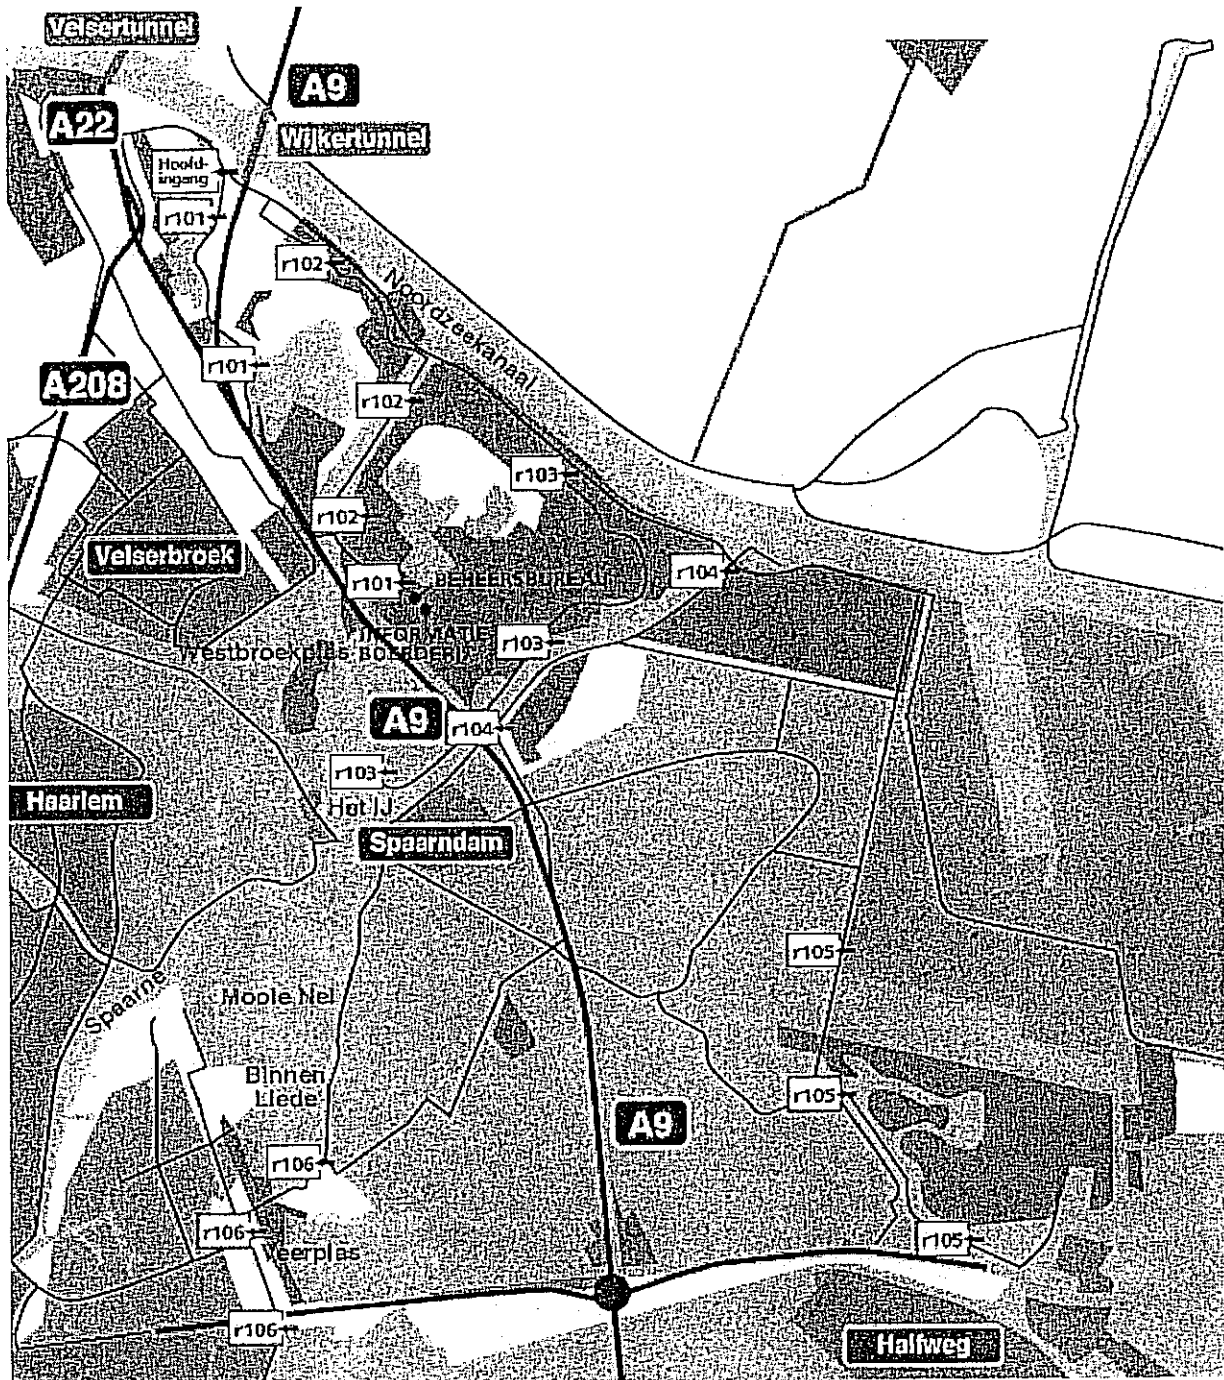 Velsertunnel
A9
A22
Wijkertunnel
Hoofd-
ingang
r101
r102
Noordzeekanaal
r101
A208
r102
r103
r102
Velserbroek
r104
r101
BEHEERSBUREAU
INFORMATIE
BOERDERIJ
r103
Westbroekplas
A9
r104
r103
Haarlem
Het IJ
Spaarndam
r105
Spaarne
Mooie Nel
Binnen
Liede
r105
A9
r106
r106
Veerplas
r105
r106
Halfweg